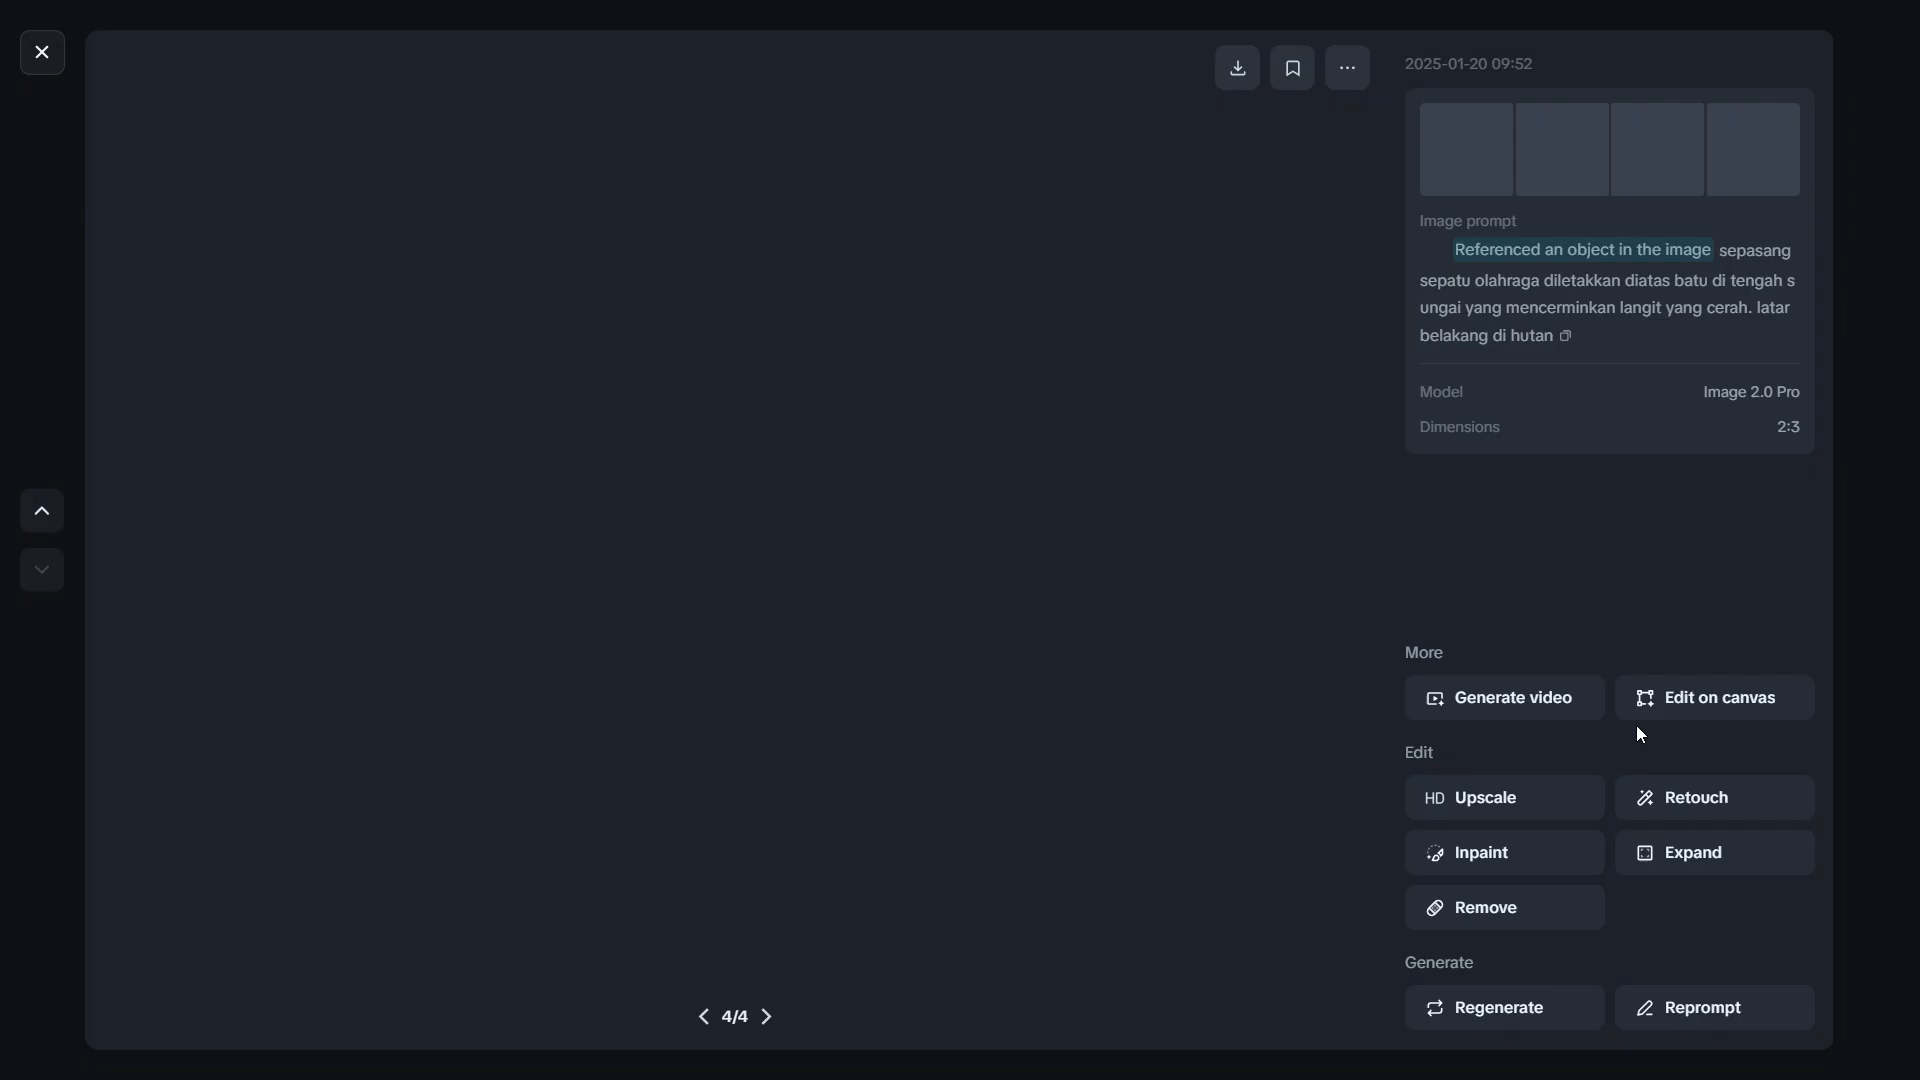 2025-01-20 09:52
Image prompt
Referenced an object in the image sepasang
sepatu olahraga diletakkan diatas batu di tengah s
ungai yang mencerminkan langit yang cerah. latar
belakang di hutan
Model Image 2.0 Pro
Dimensions 2:3
More
Generate video Edit on canvas
Edit
HD Upscale Retouch
Inpaint Expand
Remove
Generate
Regenerate Reprompt
4/4